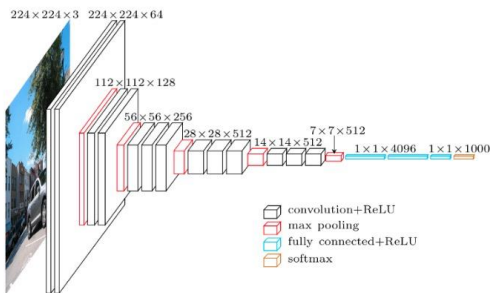 224×224×3 224×224×64
112×112×128
56×56×256
28×28×512
14×14×512
7×7×512
1×1×4096 1×1×1000
convolution+ReLU
max pooling
fully connected+ReLU
softmax